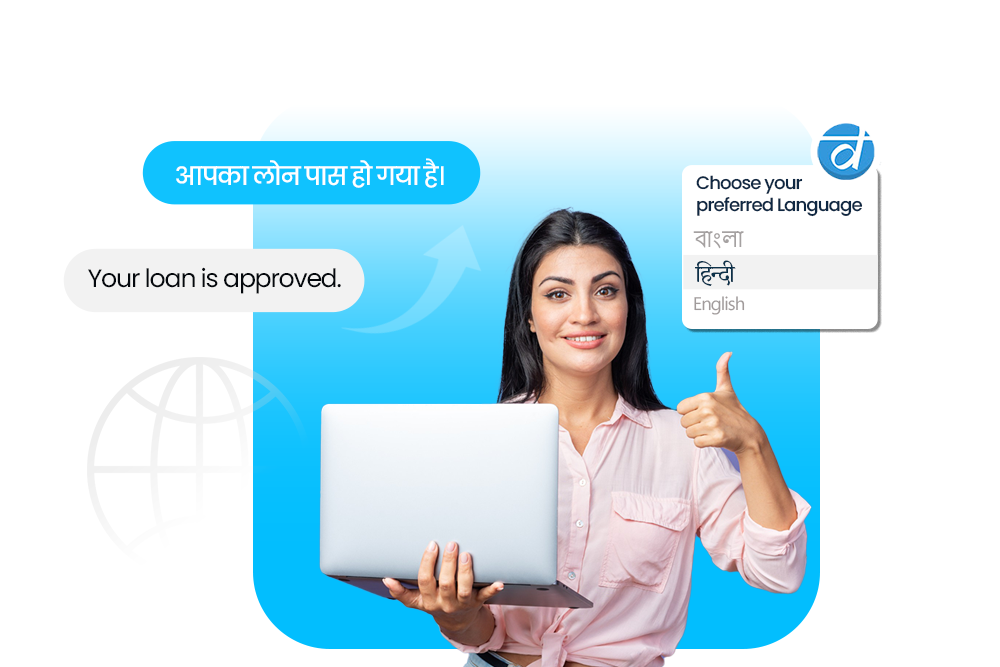 आपका लोन पास हो गया है।
Your loan is approved.
Choose your
preferred Language
বাংলা
हिन्दी
English